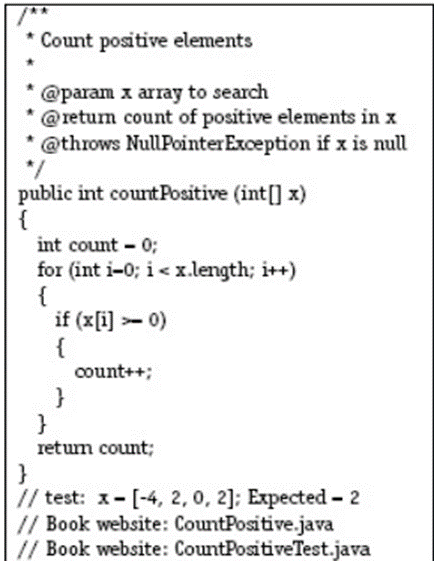 /**
 * Count positive elements
 *
 * @param x array to search
 * @return count of positive elements in x
 * @throws NullPointerException if x is null
 */
public int countPositive (int[] x)
{
   int count = 0;
   for (int i=0; i < x.length; i++)
   {
      if (x[i] >= 0)
      {
         count++;
      }
   }
   return count;
}
// test:  x = [-4, 2, 0, 2]; Expected = 2
// Book website: CountPositive.java
// Book website: CountPositiveTest.java